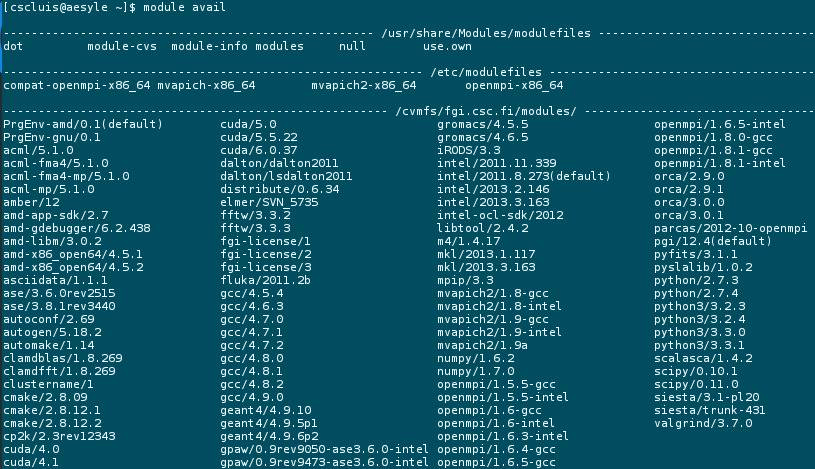 [cscluis@aesyle ~]$ module avail
------------------------------------------------- /usr/share/Modules/modulefiles -----------------------------
dot module-cvs module-info modules null use.own
-------------------------------------------------------- /etc/modulefiles ------------------------------------
compat-openmpi-x86_64 mvapich-x86_64 mvapich2-x86_64 openmpi-x86_64
--------------------------------------------------- /cvmfs/fgi.csc.fi/modules/ -------------------------------
PrgEnv-amd/0.1(default) cuda/5.0 gromacs/4.5.5 openmpi/1.6.5-intel
PrgEnv-gnu/0.1 cuda/5.5.22 gromacs/4.6.5 openmpi/1.8.0-gcc
acml/5.1.0 cuda/6.0.37 iRODS/3.3 openmpi/1.8.1-gcc
acml-fma4/5.1.0 dalton/dalton2011 intel/2011.11.339 openmpi/1.8.1-intel
acml-fma4-mp/5.1.0 dalton/lsdalton2011 intel/2011.8.273(default) orca/2.9.0
acml-mp/5.1.0 distribute/0.6.34 intel/2013.2.146 orca/2.9.1
amber/12 elmer/SVN_5735 intel/2013.3.163 orca/3.0.0
amd-app-sdk/2.7 fftw/3.3.2 intel-ocl-sdk/2012 orca/3.0.1
amd-gdebugger/6.2.438 fftw/3.3.3 libtool/2.4.2 parcas/2012-10-openmpi
amd-libm/3.0.2 fgi-license/1 m4/1.4.17 pgi/12.4(default)
amd-x86_open64/4.5.1 fgi-license/2 mkl/2013.1.117 pyfits/3.1.1
amd-x86_open64/4.5.2 fgi-license/3 mkl/2013.3.163 pyslalib/1.0.2
asciidata/1.1.1 fluka/2011.2b mpip/3.3 python/2.7.3
ase/3.6.0rev2515 gcc/4.5.4 mvapich2/1.8-gcc python/2.7.4
ase/3.8.1rev3440 gcc/4.6.3 mvapich2/1.8-intel python3/3.2.3
autoconf/2.69 gcc/4.7.0 mvapich2/1.9-gcc python3/3.2.4
autogen/5.18.2 gcc/4.7.1 mvapich2/1.9-intel python3/3.3.0
automake/1.14 gcc/4.7.2 mvapich2/1.9a python3/3.3.1
clamdblas/1.8.269 gcc/4.8.0 numpy/1.6.2 scalasca/1.4.2
clamdfft/1.8.269 gcc/4.8.1 numpy/1.7.0 scipy/0.10.1
clustername/1 gcc/4.8.2 openmpi/1.5.5-gcc scipy/0.11.0
cmake/2.8.09 gcc/4.9.0 openmpi/1.5.5-intel siesta/3.1-pl20
cmake/2.8.12.1 geant4/4.9.10 openmpi/1.6-gcc siesta/trunk-431
cmake/2.8.12.2 geant4/4.9.5p1 openmpi/1.6-intel valgrind/3.7.0
cp2k/2.3rev12343 geant4/4.9.6p2 openmpi/1.6.3-intel
cuda/4.0 gpaw/0.9rev9050-ase3.6.0-intel openmpi/1.6.4-gcc
cuda/4.1 gpaw/0.9rev9473-ase3.6.0-intel openmpi/1.6.5-gcc